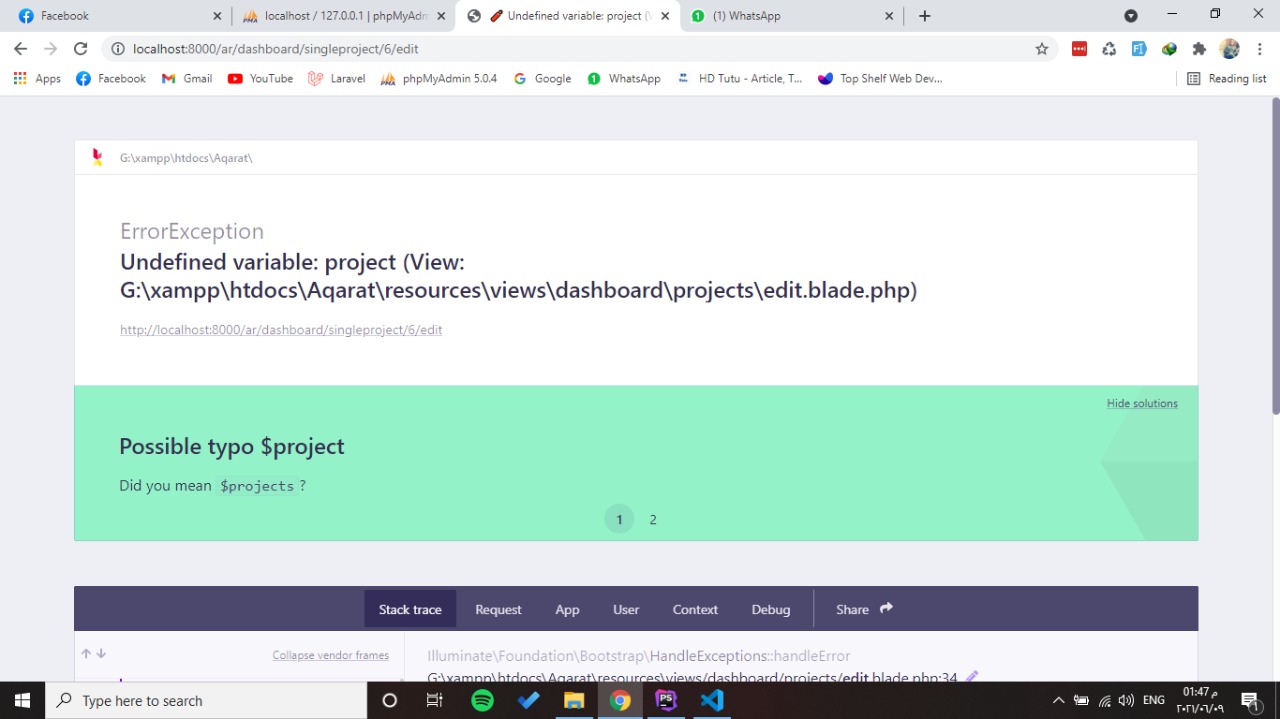 Facebook
localhost / 127.0.0.1 | phpMyAdm
Undefined variable: project (V
(1) WhatsApp
localhost:8000/ar/dashboard/singleproject/6/edit
Apps Facebook Gmail YouTube Laravel phpMyAdmin 5.0.4 Google WhatsApp HD Tutu - Article, T... Top Shelf Web Dev... Reading list
G:\xampp\htdocs\Aqarat\
ErrorException
Undefined variable: project (View:
G:\xampp\htdocs\Aqarat\resources\views\dashboard\projects\edit.blade.php)
http://localhost:8000/ar/dashboard/singleproject/6/edit
Hide solutions
Possible typo $project
Did you mean $projects ?
1 2
Stack trace Request App User Context Debug Share
Collapse vendor frames
Illuminate\Foundation\Bootstrap\HandleExceptions::handleError
G:\xampp\htdocs\Aqarat\resources\views/dashboard/projects/edit.blade.php:34
Type here to search
ENG
01:47 م
٢٠٢١/٠٦/٠٩
1